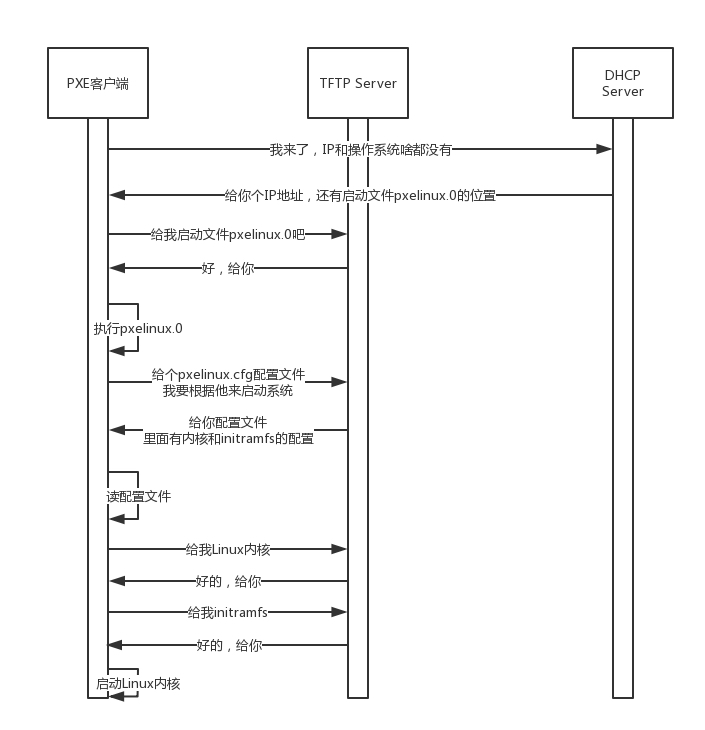 PXE客户端
TFTP Server
DHCP
Server
我来了，IP和操作系统啥都没有
给你个IP地址，还有启动文件pxelinux.0的位置
给我启动文件pxelinux.0吧
好，给你
执行pxelinux.0
给个pxelinux.cfg配置文件
我要根据他来启动系统
给你配置文件
里面有内核和initramfs的配置
读配置文件
给我Linux内核
好的，给你
给我initramfs
好的，给你
启动Linux内核